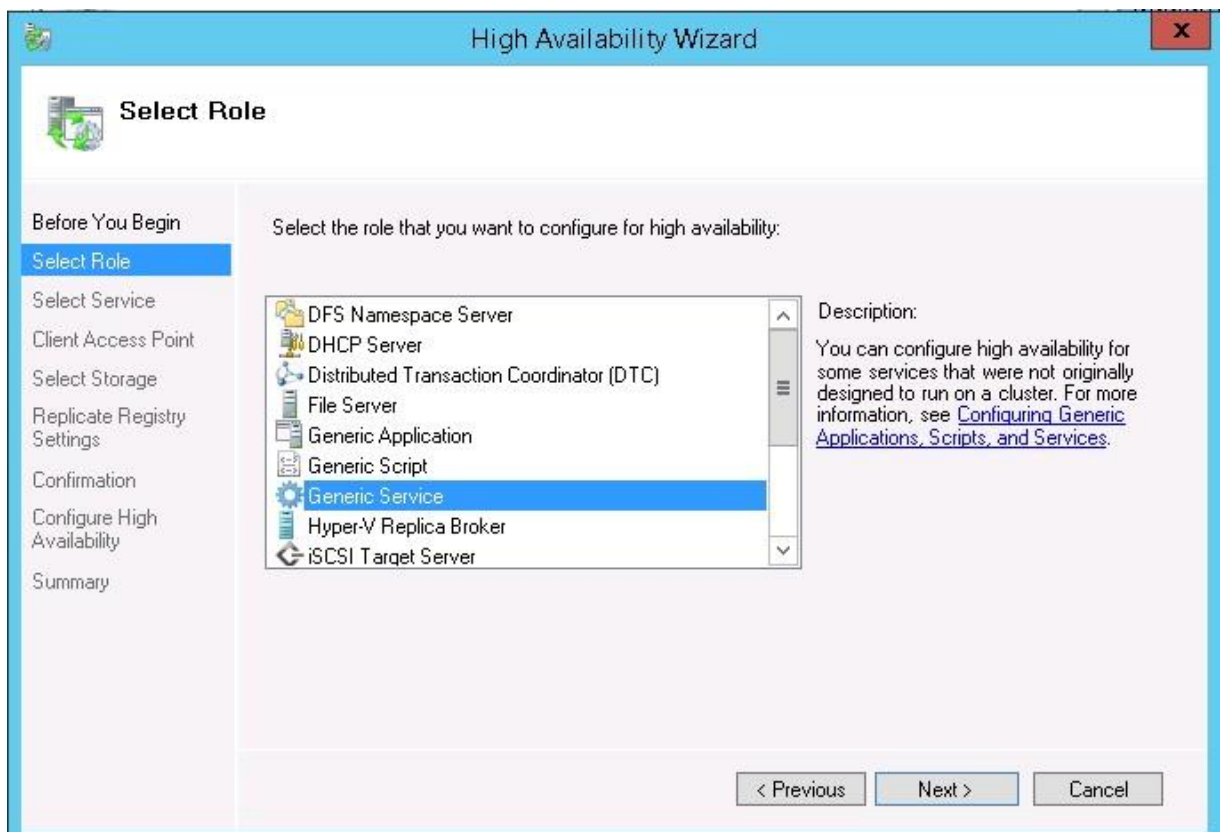 High Availability Wizard
x
Select Role
Before You Begin
Select Role
Select Service
Client Access Point
Select Storage
Replicate Registry
Settings
Confirmation
Configure High
Availability
Summary
Select the role that you want to configure for high availability:
DFS Namespace Server
DHCP Server
Distributed Transaction Coordinator (DTC)
File Server
Generic Application
Generic Script
Generic Service
Hyper-V Replica Broker
iSCSI Target Server
Description:
You can configure high availability for
some services that were not originally
designed to run on a cluster. For more
information, see Configuring Generic
Applications, Scripts, and Services.
< Previous
Next >
Cancel